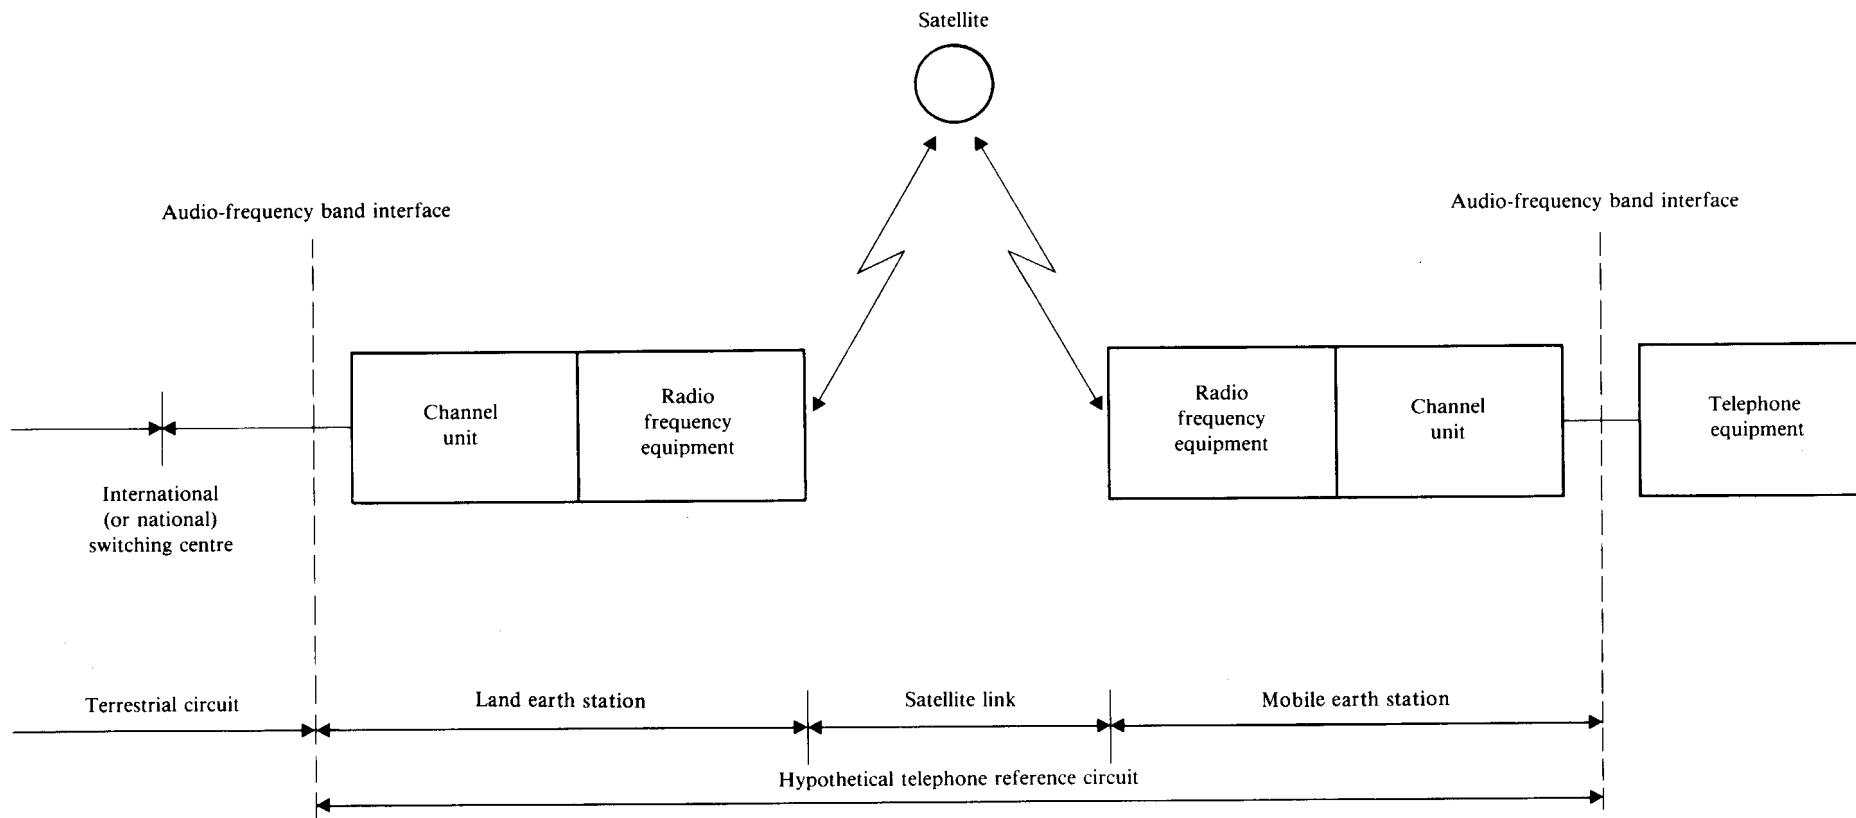 Satellite
Audio-frequency band interface
Audio-frequency band interface
Channel
unit
Radio
frequency
equipment
Radio
frequency
equipment
Channel
unit
Telephone
equipment
International
(or national)
switching centre
Terrestrial circuit
Land earth station
Satellite link
Mobile earth station
Hypothetical telephone reference circuit